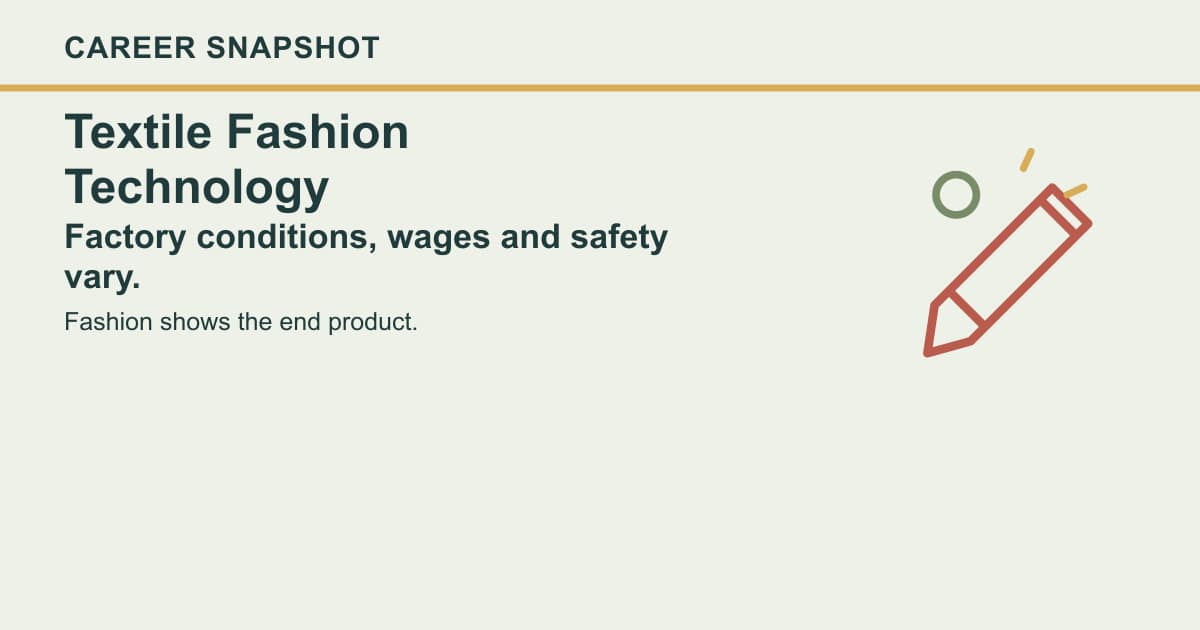 CAREER SNAPSHOT
Textile Fashion
Technology
Factory conditions, wages and safety
vary.
Fashion shows the end product.